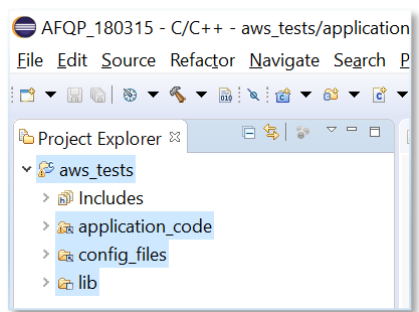 AFQP_180315 - C/C++ - aws_tests/application
File Edit Source Refactor Navigate Search P
Project Explorer
aws_tests
Includes
application_code
config_files
lib